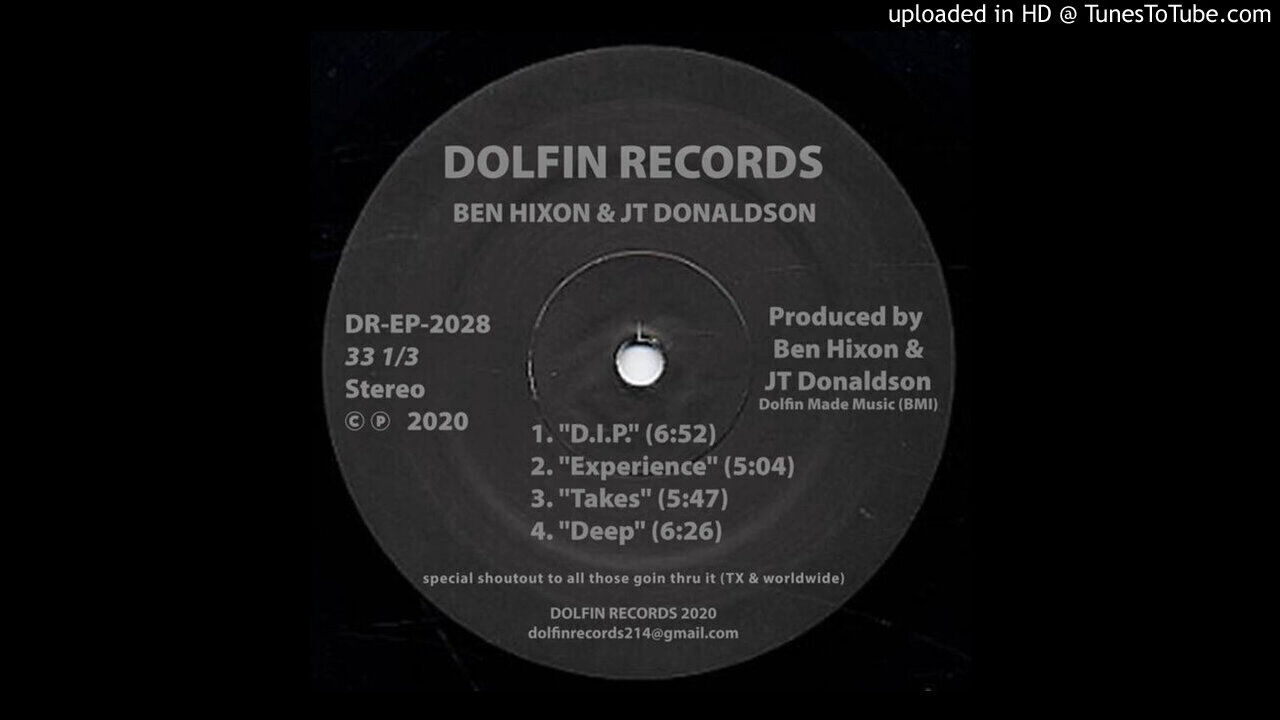 uploaded in HD @ TunesToTube.com
DOLFIN RECORDS
BEN HIXON & JT DONALDSON
DR-EP-2028
33 1/3
Stereo
Ⓒ Ⓟ 2020
Produced by
Ben Hixon &
JT Donaldson
Dolfin Made Music (BMI)
1. "D.I.P." (6:52)
2. "Experience" (5:04)
3. "Takes" (5:47)
4. "Deep" (6:26)
special shoutout to all those goin thru it (TX & worldwide)
DOLFIN RECORDS 2020
dolfinrecords214@gmail.com